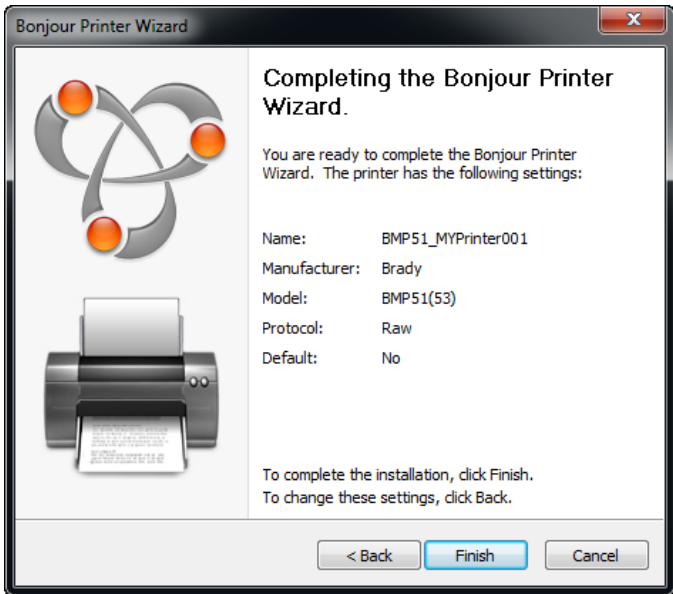 Bonjour Printer Wizard
Completing the Bonjour Printer
Wizard.
You are ready to complete the Bonjour Printer
Wizard. The printer has the following settings:
Name: BMP51_MYPrinter001
Manufacturer: Brady
Model: BMP51(53)
Protocol: Raw
Default: No
To complete the installation, click Finish.
To change these settings, click Back.
< Back Finish Cancel